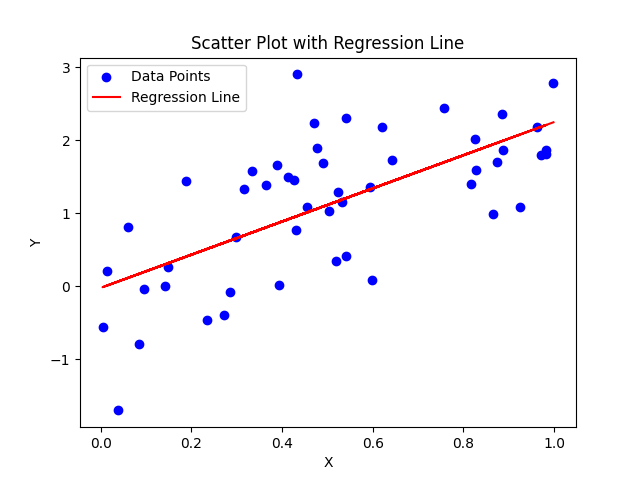 Scatter Plot with Regression Line
Data Points
Regression Line
3
2
1
0
−1
Y
0.0 0.2 0.4 0.6 0.8 1.0
X